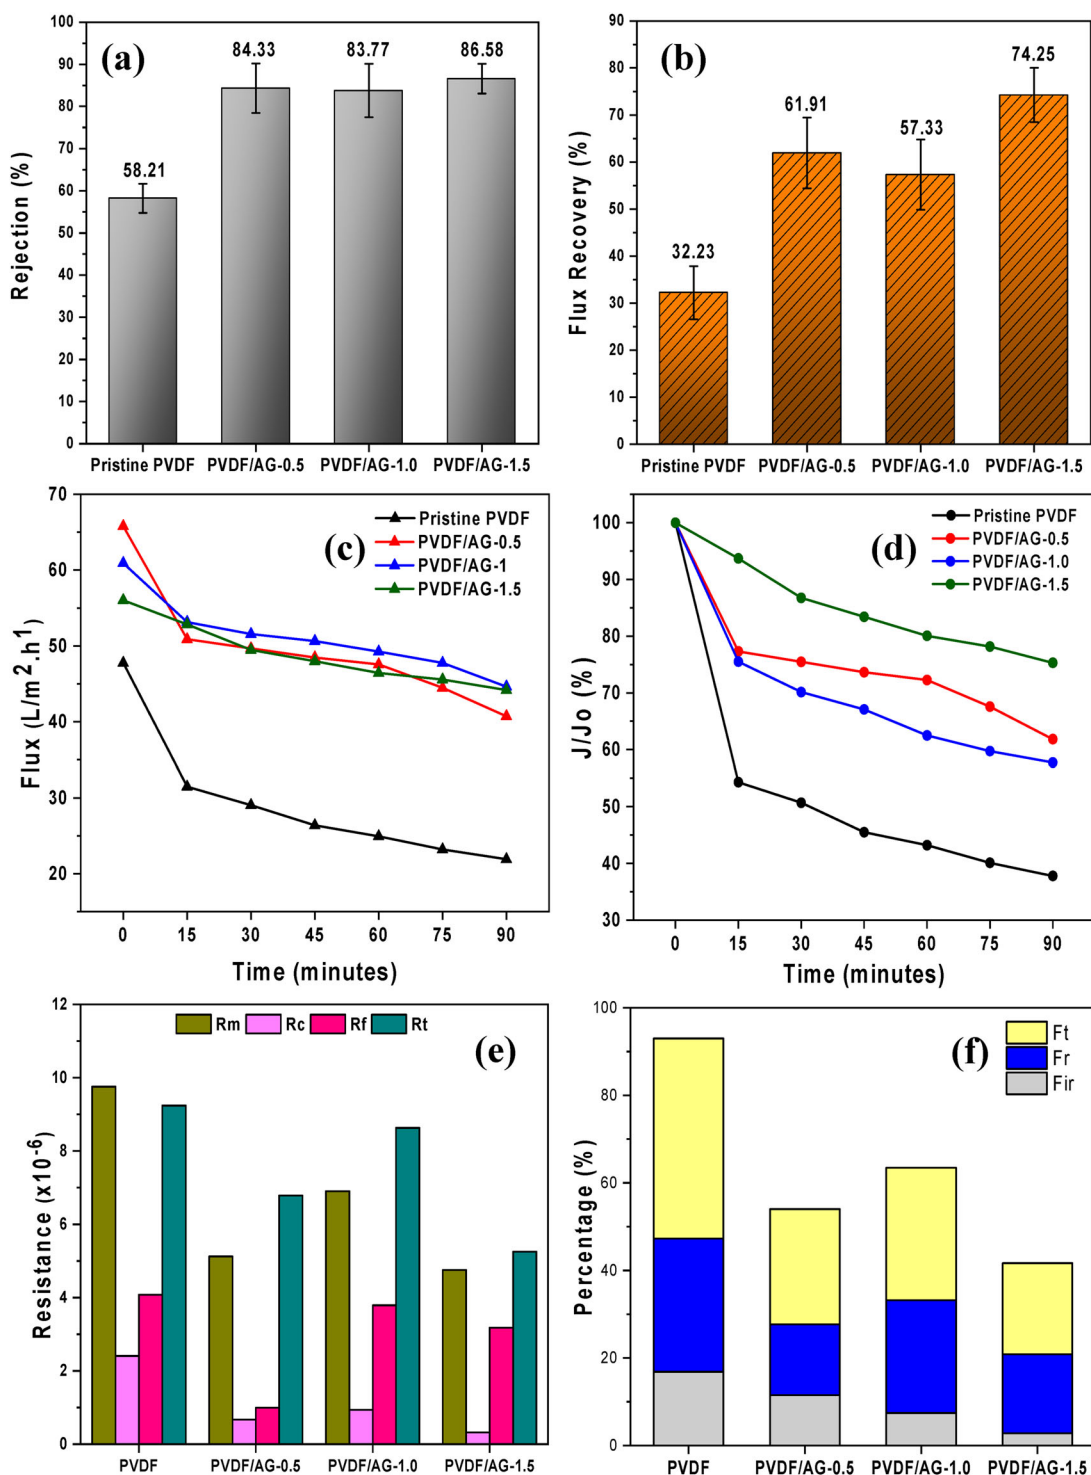 (a)
Rejection (%)
100
90
80
70
60
50
40
30
20
10
0
58.21
84.33
83.77
86.58
Pristine PVDF PVDF/AG-0.5 PVDF/AG-1.0 PVDF/AG-1.5
(b)
Flux Recovery (%)
90
80
70
60
50
40
30
20
10
0
32.23
61.91
57.33
74.25
Pristine PVDF PVDF/AG-0.5 PVDF/AG-1.0 PVDF/AG-1.5
(c)
Flux (L/m².h¹)
70
60
50
40
30
20
Pristine PVDF
PVDF/AG-0.5
PVDF/AG-1
PVDF/AG-1.5
0 15 30 45 60 75 90
Time (minutes)
(d)
J/Jo (%)
100
90
80
70
60
50
40
30
Pristine PVDF
PVDF/AG-0.5
PVDF/AG-1.0
PVDF/AG-1.5
0 15 30 45 60 75 90
Time (minutes)
(e)
Resistance (x10⁻⁶)
12
10
8
6
4
2
0
Rm Rc Rf Rt
PVDF PVDF/AG-0.5 PVDF/AG-1.0 PVDF/AG-1.5
(f)
Percentage (%)
100
80
60
40
20
0
Ft
Fr
Fir
PVDF PVDF/AG-0.5 PVDF/AG-1.0 PVDF/AG-1.5